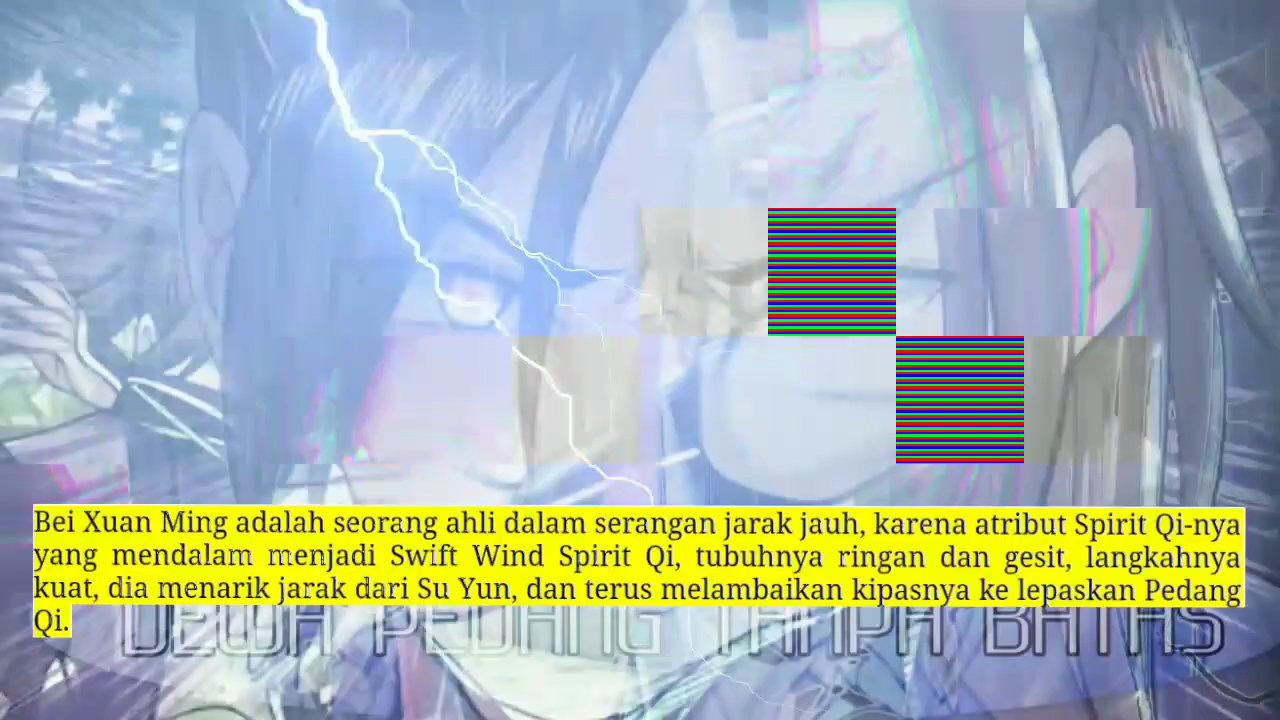 Bei Xuan Ming adalah seorang ahli dalam serangan jarak jauh, karena atribut Spirit Qi-nya
yang mendalam menjadi Swift Wind Spirit Qi, tubuhnya ringan dan gesit, langkahnya
kuat, dia menarik jarak dari Su Yun, dan terus melambaikan kipasnya ke lepaskan Pedang
Qi.
DEWA PEDANG TANPA BATAS